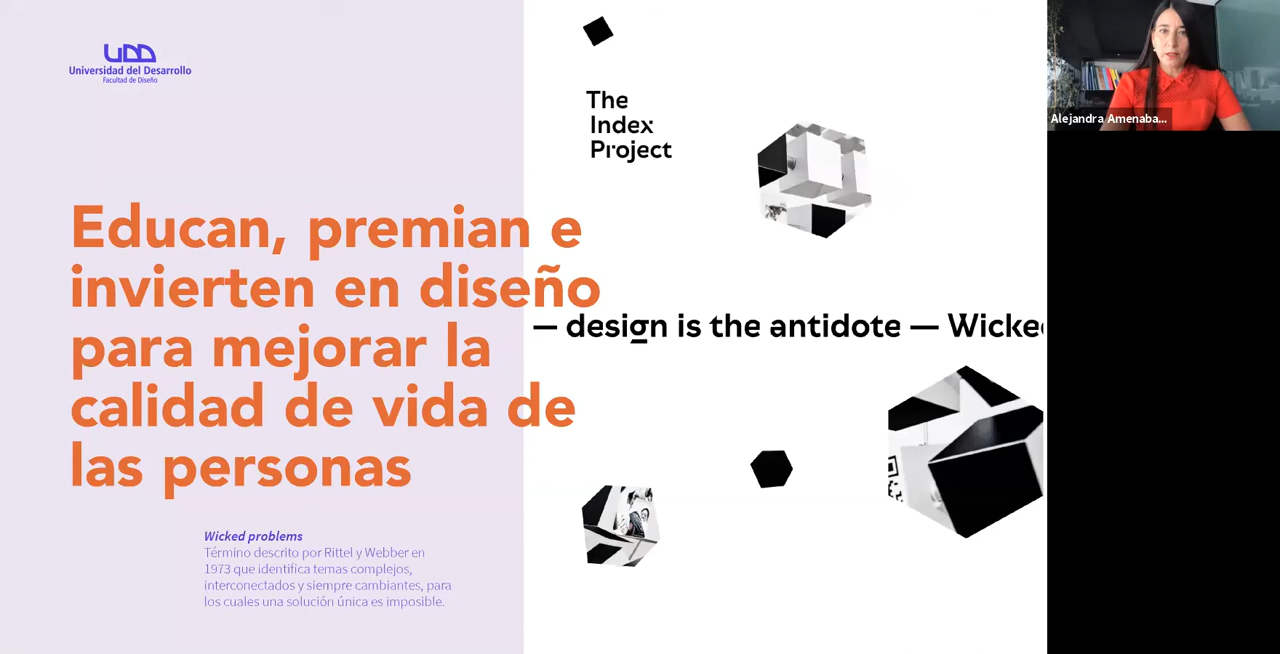 UDD
Universidad del Desarrollo
Facultad de Diseño
Educan, premian e
invierten en diseño
para mejorar la
calidad de vida de
las personas
Wicked problems
Término descrito por Rittel y Webber en
1973 que identifica temas complejos,
interconectados y siempre cambiantes, para
los cuales una solución única es imposible.
The
Index
Project
— design is the antidote — Wicked
Alejandra Amenaba...